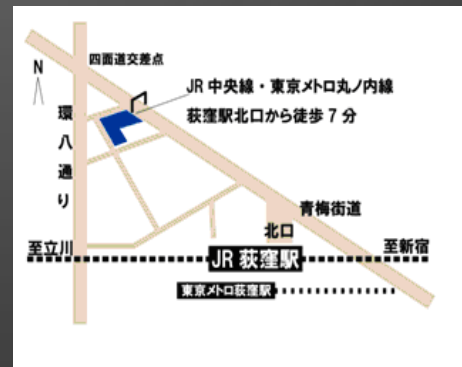 四面道交差点
N
JR中央線・東京メトロ丸ノ内線
荻窪駅北口から徒歩7分
環八通り
青梅街道
北口
至立川
至新宿
JR 荻窪駅
東京メトロ荻窪駅